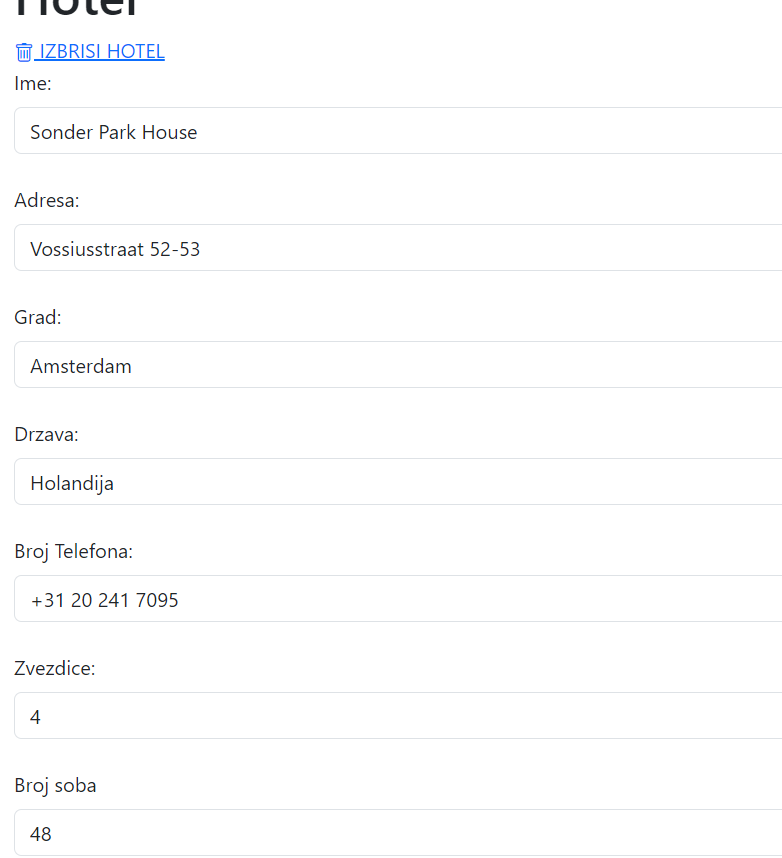 Hotel
IZBRISI HOTEL
Ime:
Sonder Park House
Adresa:
Vossiusstraat 52-53
Grad:
Amsterdam
Drzava:
Holandija
Broj Telefona:
+31 20 241 7095
Zvezdice:
4
Broj soba
48